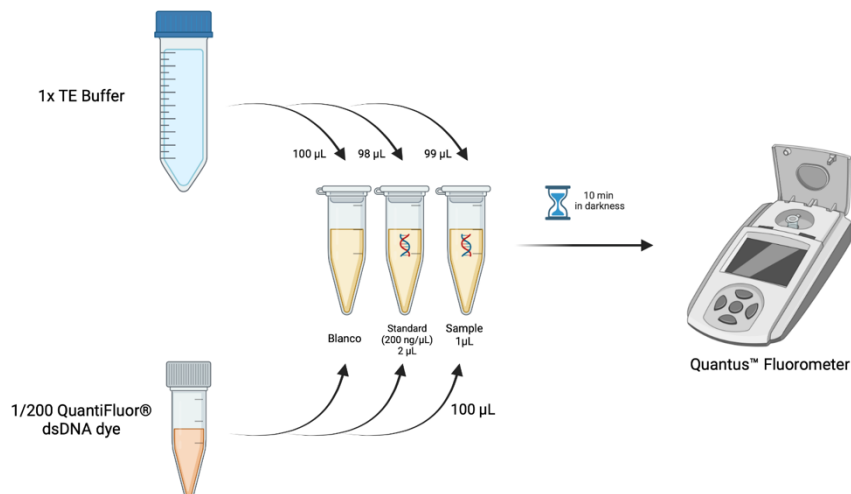 1x TE Buffer
100 µL
98 µL
99 µL
10 min
in darkness
Blanco
Standard
(200 ng/µL)
2 µL
Sample
1µL
Quantus™ Fluorometer
1/200 QuantiFluor®
dsDNA dye
100 µL